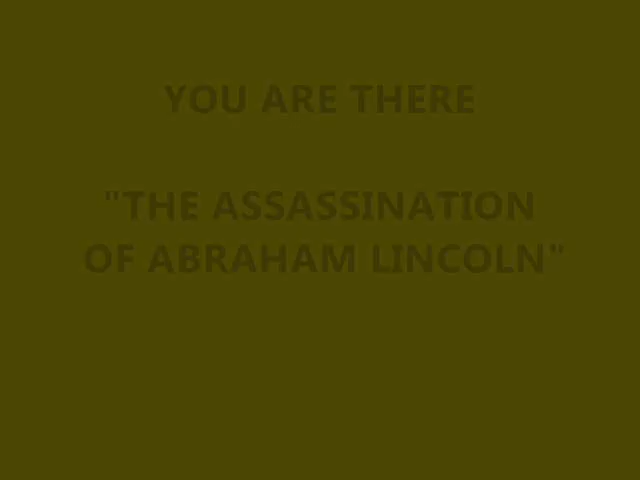 YOU ARE THERE
"THE ASSASSINATION
OF ABRAHAM LINCOLN"